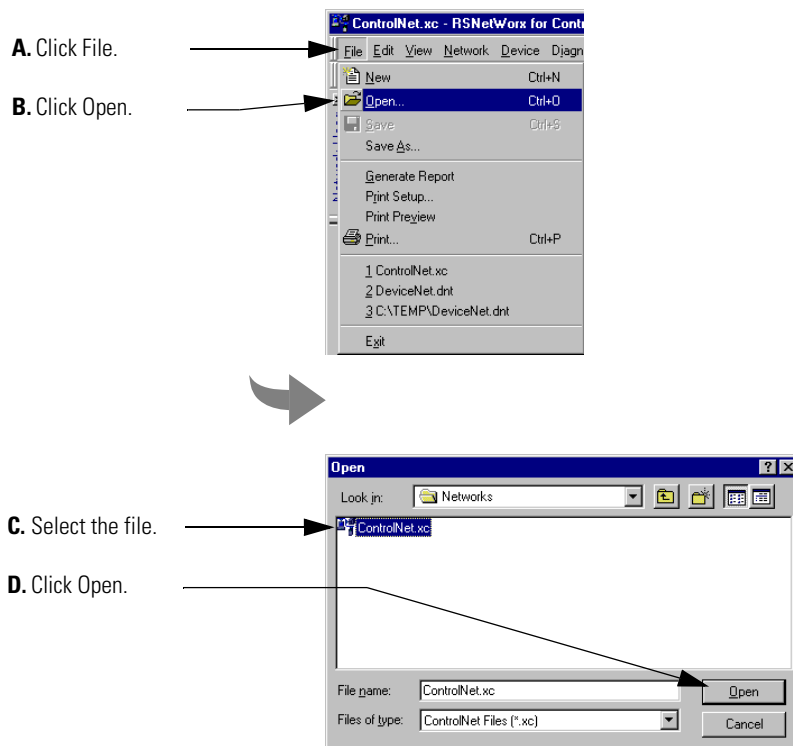 ControlNet.xc - RSNetWorx for Cont
A. Click File.
File Edit View Network Device Diagn
New Ctrl+N
B. Click Open.
Open... Ctrl+O
Save Ctrl+S
Save As...
Generate Report
Print Setup...
Print Preview
Print... Ctrl+P
1 ControlNet.xc
2 DeviceNet.dnt
3 C:\TEMP\DeviceNet.dnt
Exit
Open
Look in: Networks
C. Select the file.
ControlNet.xc
D. Click Open.
File name: ControlNet.xc Open
Files of type: ControlNet Files (*.xc) Cancel